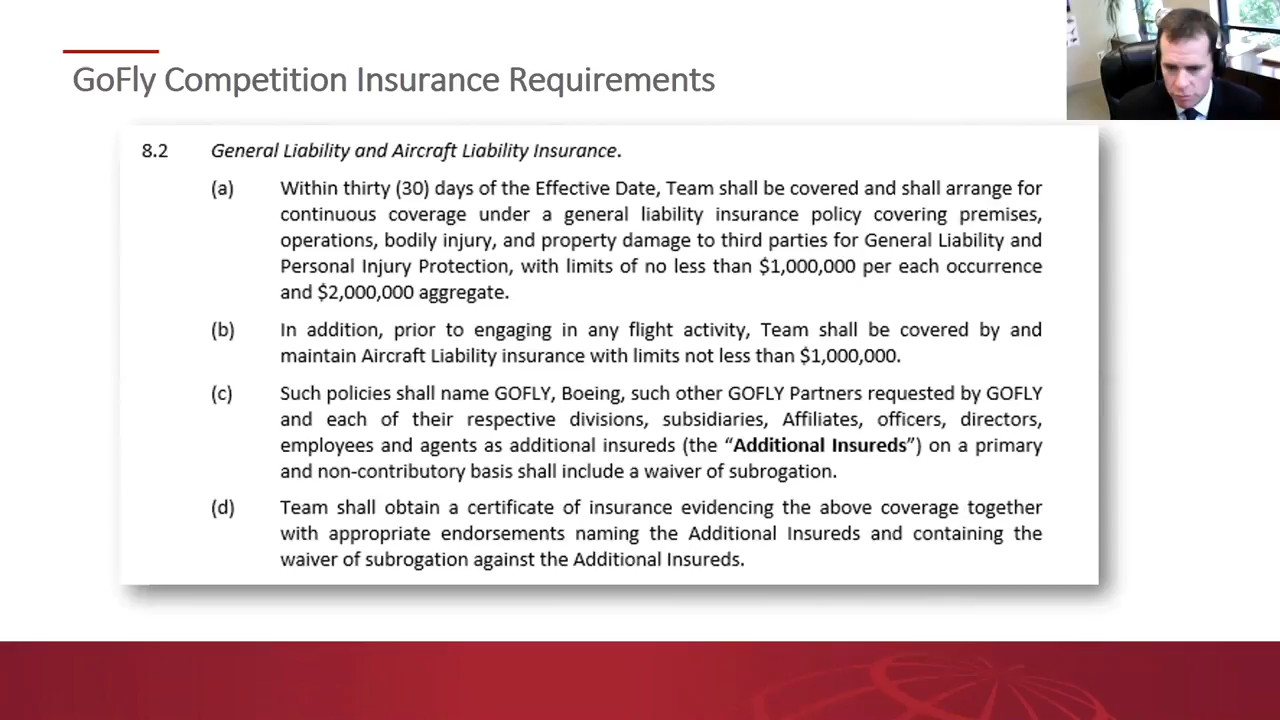 GoFly Competition Insurance Requirements
8.2 General Liability and Aircraft Liability Insurance.
(a) Within thirty (30) days of the Effective Date, Team shall be covered and shall arrange for
continuous coverage under a general liability insurance policy covering premises,
operations, bodily injury, and property damage to third parties for General Liability and
Personal Injury Protection, with limits of no less than $1,000,000 per each occurrence
and $2,000,000 aggregate.
(b) In addition, prior to engaging in any flight activity, Team shall be covered by and
maintain Aircraft Liability insurance with limits not less than $1,000,000.
(c) Such policies shall name GOFLY, Boeing, such other GOFLY Partners requested by GOFLY
and each of their respective divisions, subsidiaries, Affiliates, officers, directors,
employees and agents as additional insureds (the “Additional Insureds”) on a primary
and non-contributory basis shall include a waiver of subrogation.
(d) Team shall obtain a certificate of insurance evidencing the above coverage together
with appropriate endorsements naming the Additional Insureds and containing the
waiver of subrogation against the Additional Insureds.